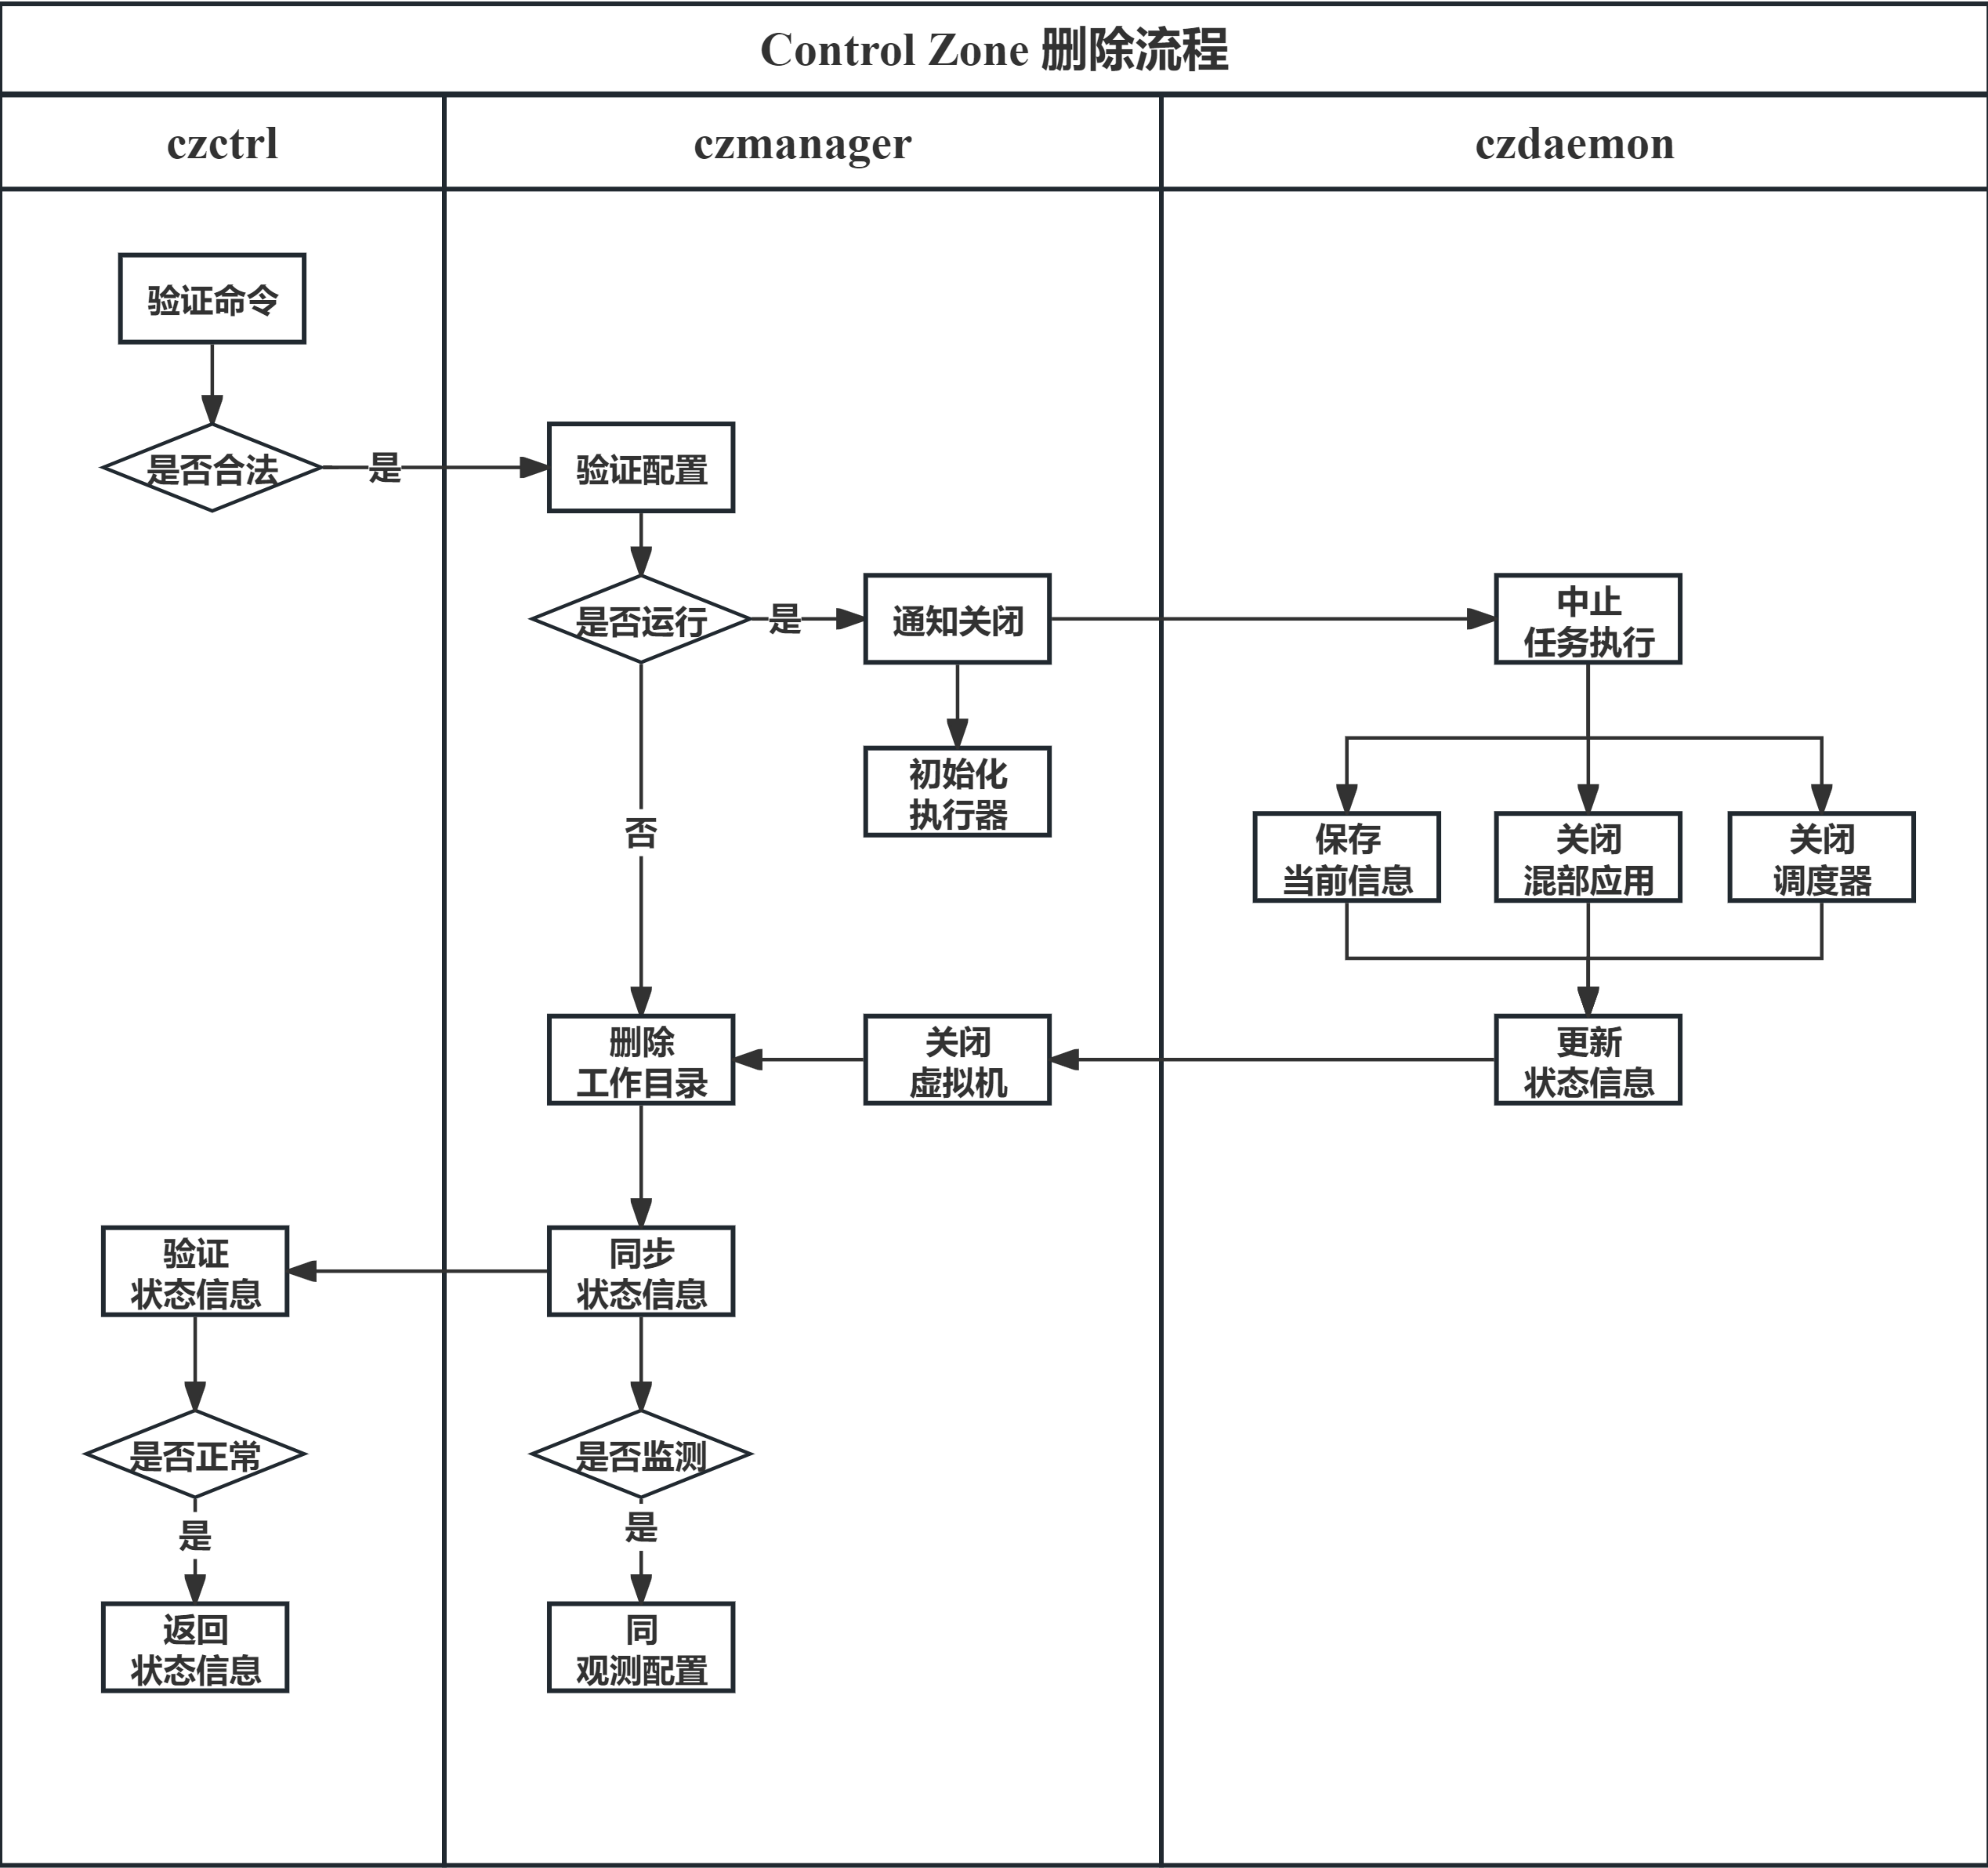 Control Zone 删除流程
czctrl
czmanager
czdaemon
验证命令
是否合法
是
验证配置
是否运行
是
通知关闭
中止
任务执行
初始化
执行器
否
保存
当前信息
关闭
混部应用
关闭
调度器
删除
工作目录
关闭
虚拟机
更新
状态信息
验证
状态信息
同步
状态信息
是否正常
是否监测
是
是
返回
状态信息
同
观测配置